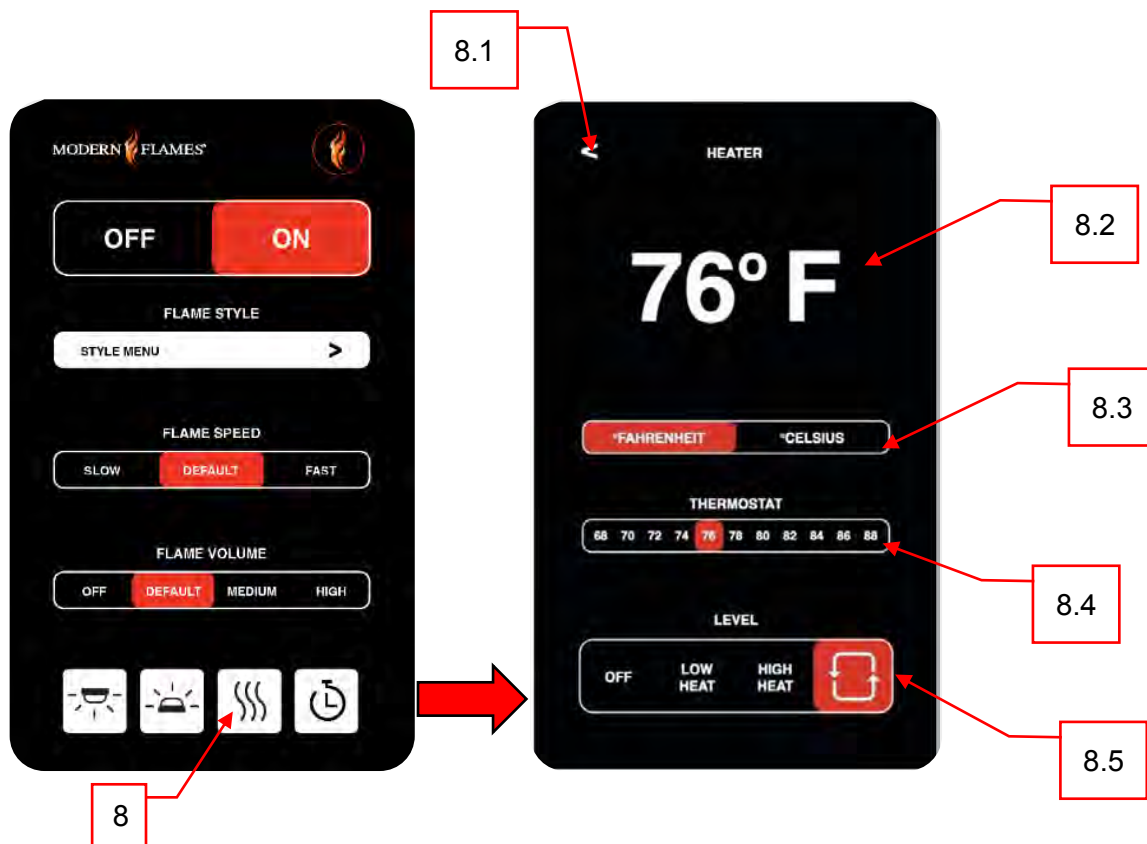 8.1
MODERN FLAMES®
OFF ON
FLAME STYLE
STYLE MENU >
FLAME SPEED
SLOW DEFAULT FAST
FLAME VOLUME
OFF DEFAULT MEDIUM HIGH
8
< HEATER
76° F
8.2
°FAHRENHEIT °CELSIUS
8.3
THERMOSTAT
68 70 72 74 76 78 80 82 84 86 88
8.4
LEVEL
OFF LOW HEAT HIGH HEAT
8.5